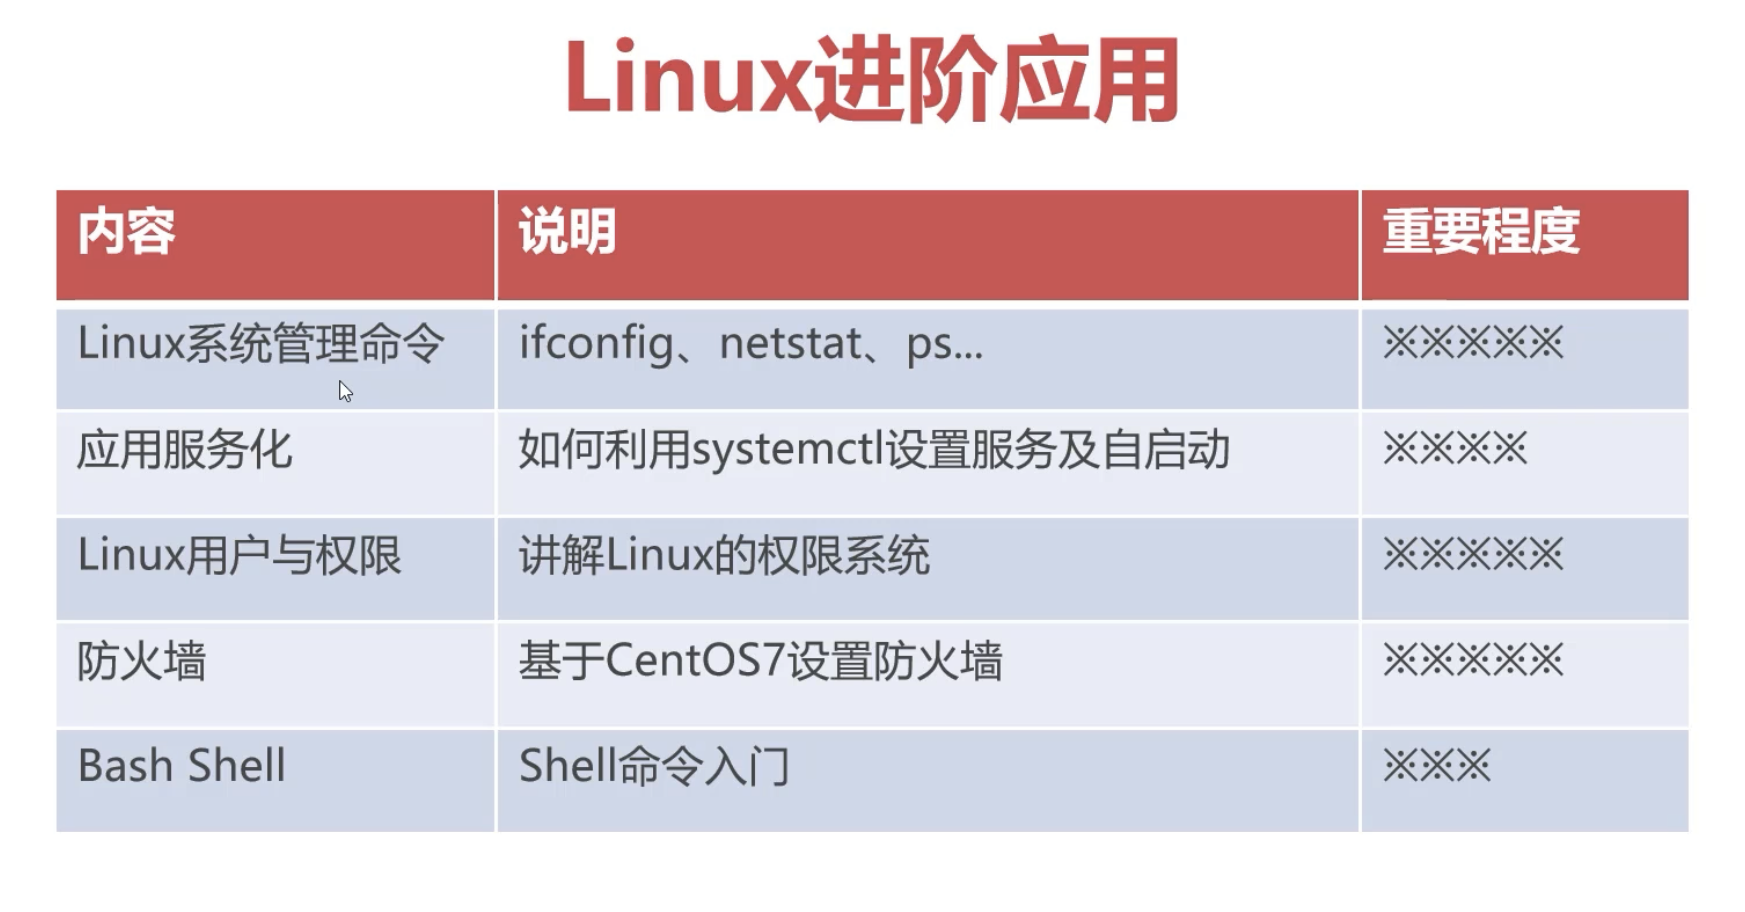 Linux进阶应用
内容 说明 重要程度
Linux系统管理命令 ifconfig、netstat、ps... ※※※※※
应用服务化 如何利用systemctl设置服务及自启动 ※※※※
Linux用户与权限 讲解Linux的权限系统 ※※※※※
防火墙 基于CentOS7设置防火墙 ※※※※※
Bash Shell Shell命令入门 ※※※